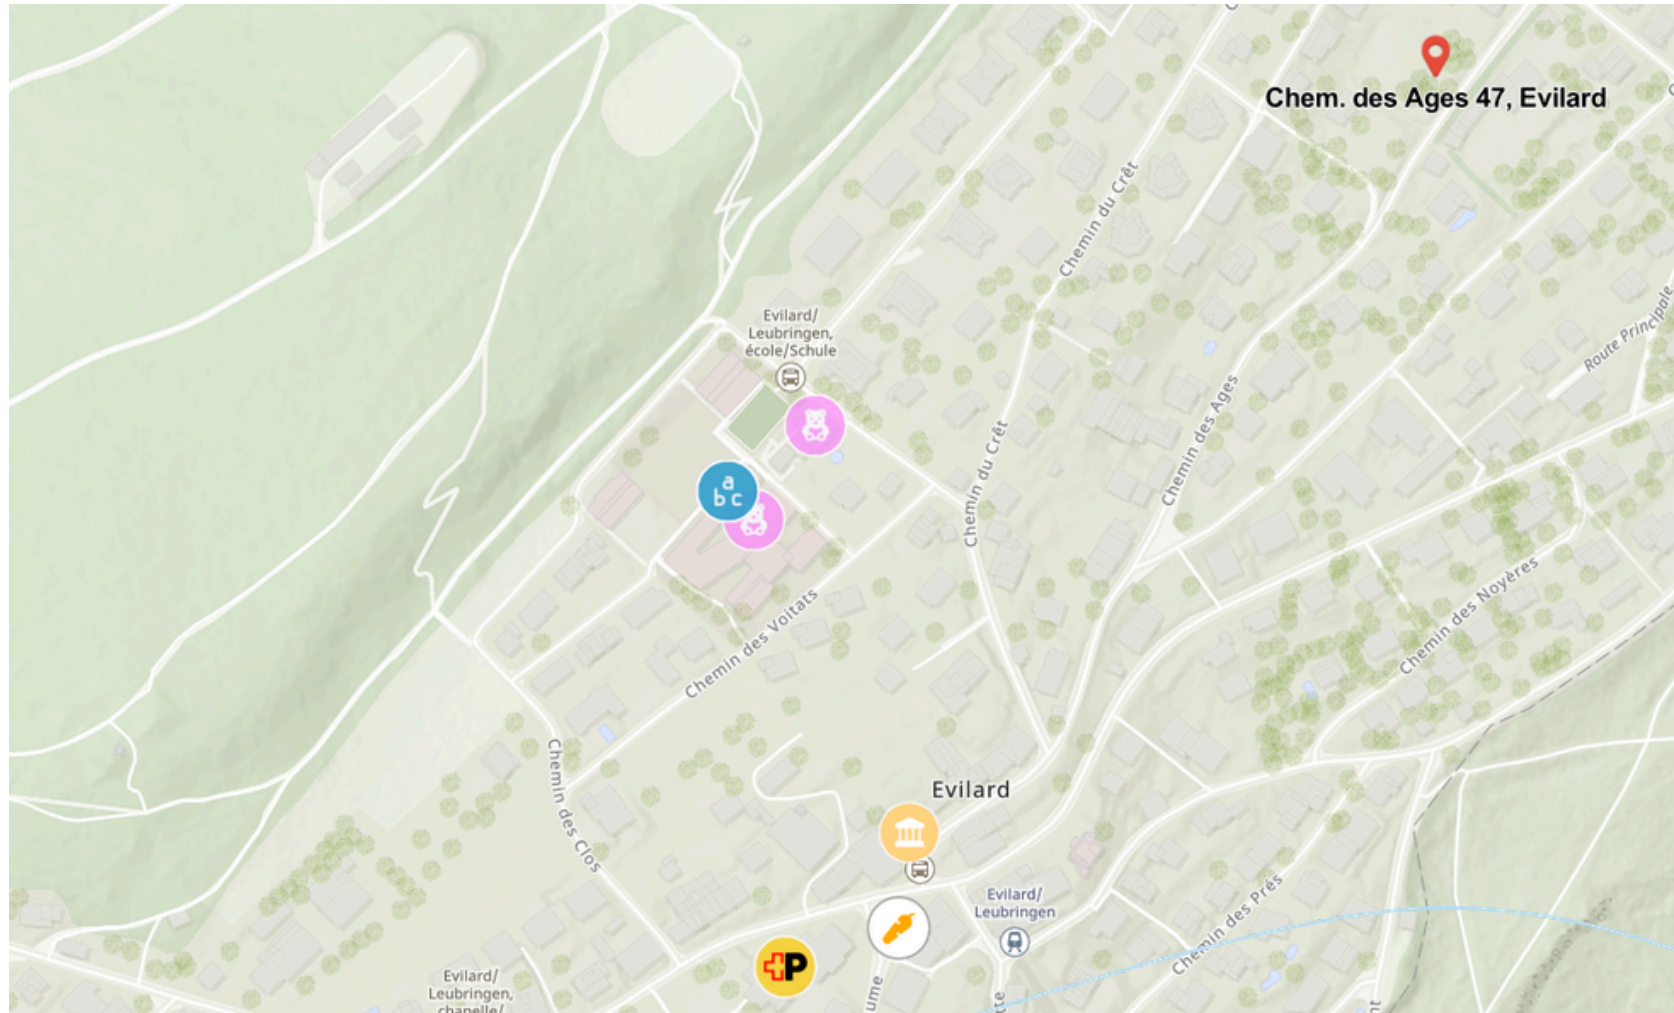 Chem. des Ages 47, Evilard
Chemin du Crêt
Route Principale
Evilard/
Leubringen,
école/Schule
Chemin des Ages
Chemin du Crêt
a
b c
Chemin des Noyères
Chemin des Voitats
Chemin des Clos
Evilard
Evilard/
Leubringen
Chemin des Prés
P
Evilard/
Leubringen,
chapelle/